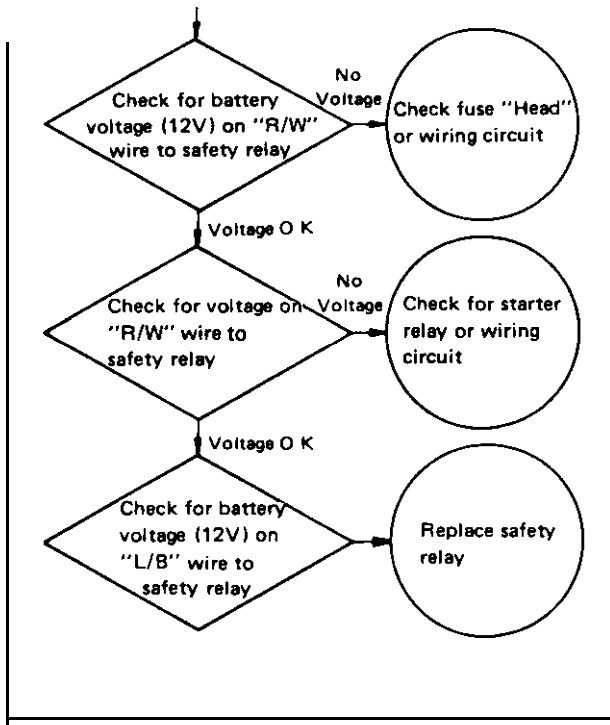 Check for battery
voltage (12V) on "R/W"
wire to safety relay
No
Voltage
Check fuse "Head"
or wiring circuit
Voltage O K
Check for voltage on
"R/W" wire to
safety relay
No
Voltage
Check for starter
relay or wiring
circuit
Voltage O K
Check for battery
voltage (12V) on
"L/B" wire to
safety relay
Replace safety
relay